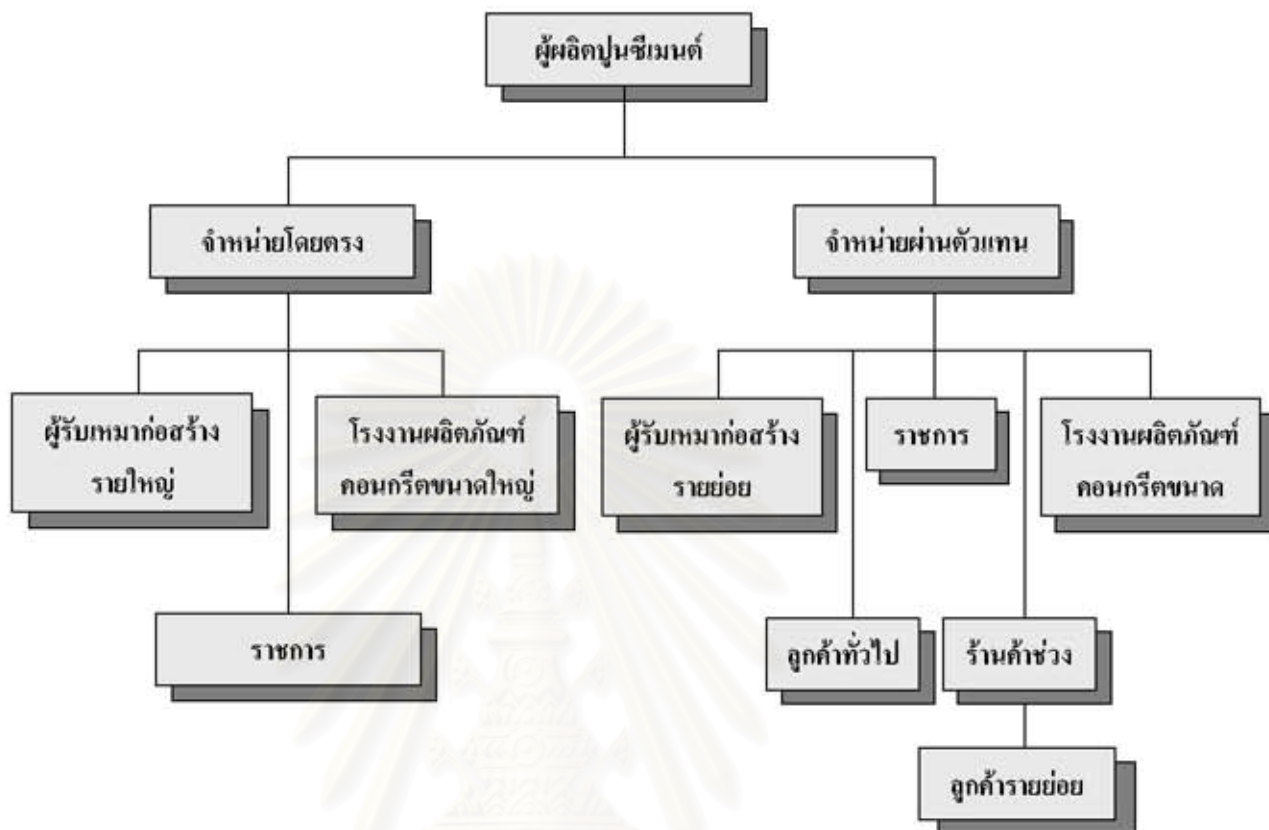 ผู้ผลิตปูนซีเมนต์
จำหน่ายโดยตรง
จำหน่ายผ่านตัวแทน
ผู้รับเหมาก่อสร้าง
รายใหญ่
โรงงานผลิตภัณฑ์
คอนกรีตขนาดใหญ่
ผู้รับเหมาก่อสร้าง
รายย่อย
ราชการ
โรงงานผลิตภัณฑ์
คอนกรีตขนาด
ราชการ
ลูกค้าทั่วไป
ร้านค้าช่วง
ลูกค้ารายย่อย